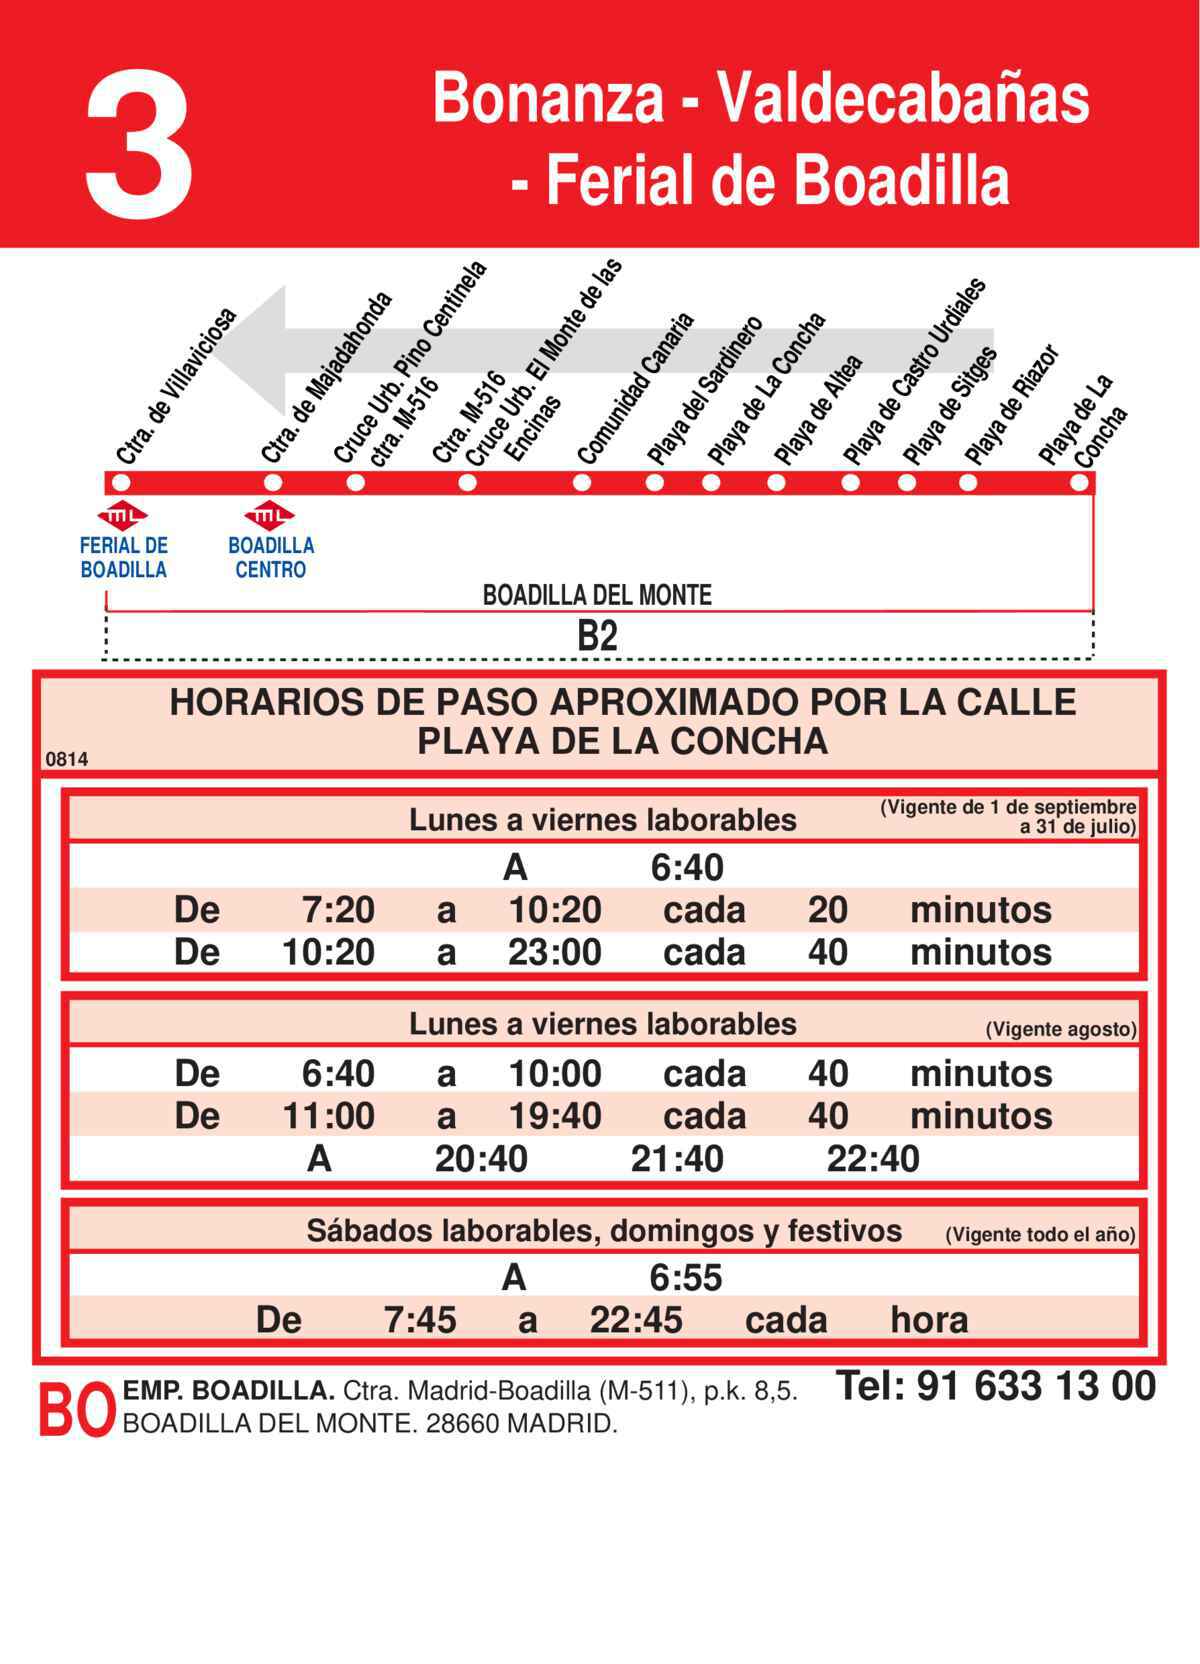 3
Bonanza - Valdecabañas
- Ferial de Boadilla
Ctra. de Villaviciosa
Ctra. de Majadahonda
Cruce Urb. Pino Centinela
ctra. M-516
Ctra. M-516
Cruce Urb. El Monte de las
Encinas
Comunidad Canaria
Playa del Sardinero
Playa de La Concha
Playa de Altea
Playa de Castro Urdiales
Playa de Sitges
Playa de Riazor
Playa de La
Concha
ML
FERIAL DE
BOADILLA
ML
BOADILLA
CENTRO
BOADILLA DEL MONTE
B2
HORARIOS DE PASO APROXIMADO POR LA CALLE
PLAYA DE LA CONCHA
0814
Lunes a viernes laborables
(Vigente de 1 de septiembre
a 31 de julio)
A 6:40
De 7:20 a 10:20 cada 20 minutos
De 10:20 a 23:00 cada 40 minutos
Lunes a viernes laborables (Vigente agosto)
De 6:40 a 10:00 cada 40 minutos
De 11:00 a 19:40 cada 40 minutos
A 20:40 21:40 22:40
Sábados laborables, domingos y festivos (Vigente todo el año)
A 6:55
De 7:45 a 22:45 cada hora
BO
EMP. BOADILLA. Ctra. Madrid-Boadilla (M-511), p.k. 8,5.
BOADILLA DEL MONTE. 28660 MADRID.
Tel: 91 633 13 00